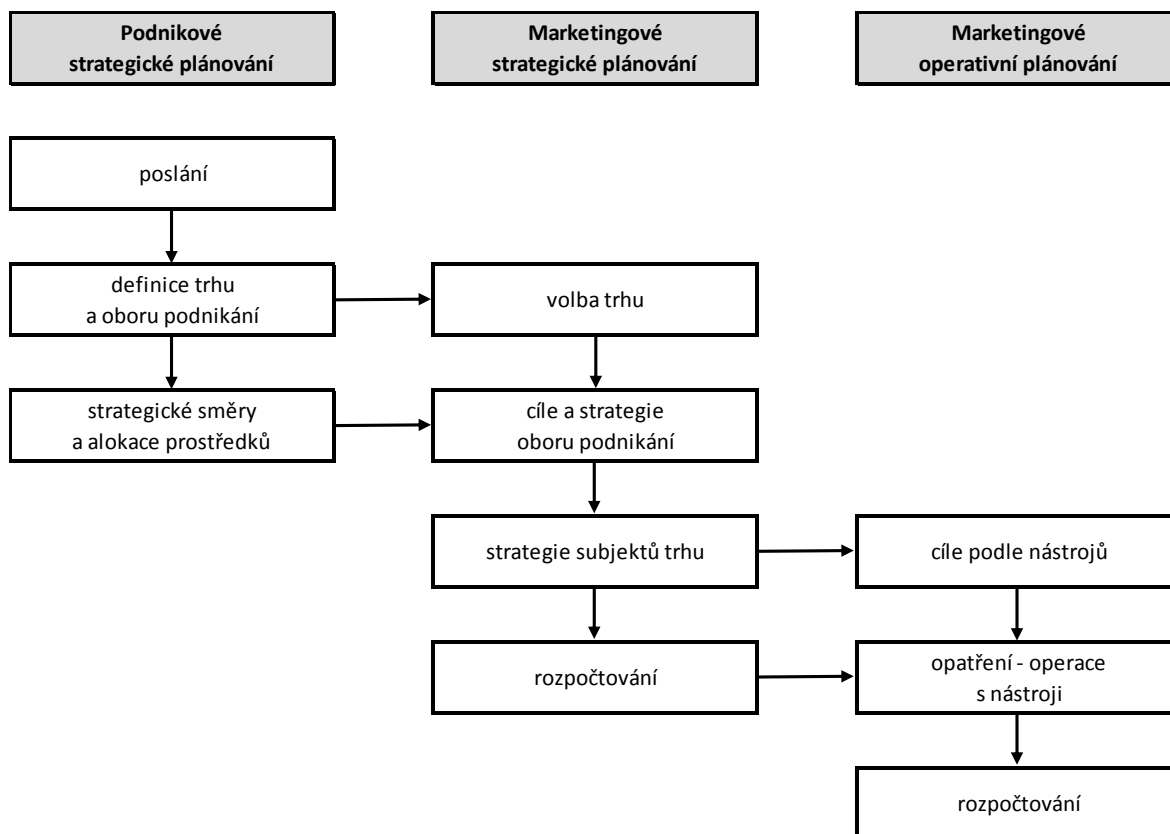 Podnikové
strategické plánování
Marketingové
strategické plánování
Marketingové
operativní plánování
poslání
definice trhu
a oboru podnikání
volba trhu
strategické směry
a alokace prostředků
cíle a strategie
oboru podnikání
strategie subjektů trhu
cíle podle nástrojů
rozpočtování
opatření - operace
s nástroji
rozpočtování